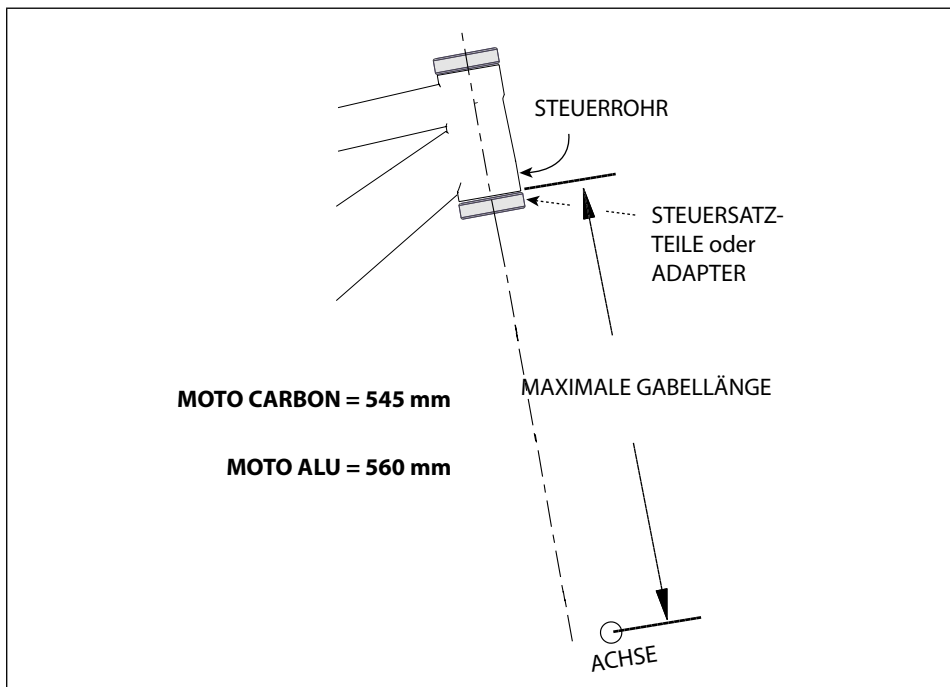 STEUERROHR
STEUERSATZ-
TEILE oder
ADAPTER
MAXIMALE GABELLÄNGE
MOTO CARBON = 545 mm
MOTO ALU = 560 mm
ACHSE